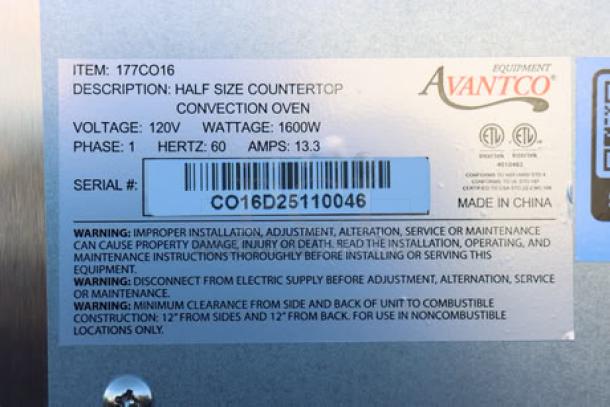 ITEM: 177CO16
DESCRIPTION: HALF SIZE COUNTERTOP
CONVECTION OVEN
VOLTAGE: 120V WATTAGE: 1600W
PHASE: 1 HERTZ: 60 AMPS: 13.3
EQUIPMENT
AVANTCO®
ETL ETL
SERIAL #:
CO16D25110046
MADE IN CHINA
WARNING: IMPROPER INSTALLATION, ADJUSTMENT, ALTERATION, SERVICE OR MAINTENANCE
CAN CAUSE PROPERTY DAMAGE, INJURY OR DEATH. READ THE INSTALLATION, OPERATING, AND
MAINTENANCE INSTRUCTIONS THOROUGHLY BEFORE INSTALLING OR SERVICING THIS
EQUIPMENT.
WARNING: DISCONNECT FROM ELECTRIC SUPPLY BEFORE ADJUSTMENT, ALTERNATION, SERVICE
OR MAINTENANCE.
WARNING: MINIMUM CLEARANCE FROM SIDE AND BACK OF UNIT TO COMBUSTIBLE
CONSTRUCTION: 12" FROM SIDES AND 12" FROM BACK. FOR USE IN NONCOMBUSTIBLE
LOCATIONS ONLY.